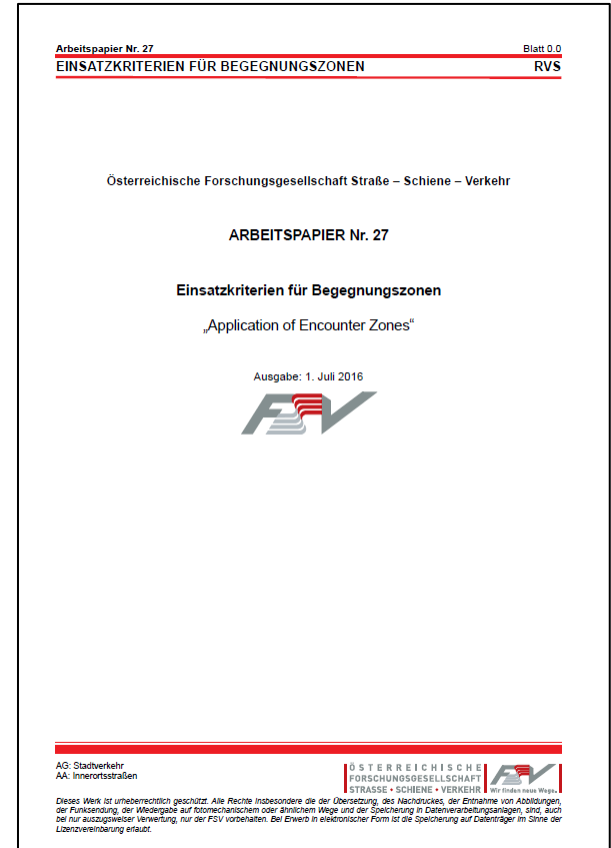 Arbeitspapier Nr. 27 Blatt 0.0
EINSATZKRITERIEN FÜR BEGEGNUNGSZONEN RVS
Österreichische Forschungsgesellschaft Straße – Schiene – Verkehr
ARBEITSPAPIER Nr. 27
Einsatzkriterien für Begegnungszonen
„Application of Encounter Zones“
Ausgabe: 1. Juli 2016
FSV
AG: Stadtverkehr
AA: Innerortsstraßen
ÖSTERREICHISCHE
FORSCHUNGSGESELLSCHAFT
STRASSE • SCHIENE • VERKEHR
FSV
Wir finden neue Wege.
Dieses Werk ist urheberrechtlich geschützt. Alle Rechte insbesondere die der Übersetzung, des Nachdruckes, der Entnahme von Abbildungen,
der Funksendung, der Wiedergabe auf fotomechanischem oder ähnlichem Wege und der Speicherung in Datenverarbeitungsanlagen, sind, auch
bei nur auszugsweiser Verwertung, nur der FSV vorbehalten. Bei Erwerb in elektronischer Form ist die Speicherung auf Datenträger im Sinne der
Lizenzvereinbarung erlaubt.